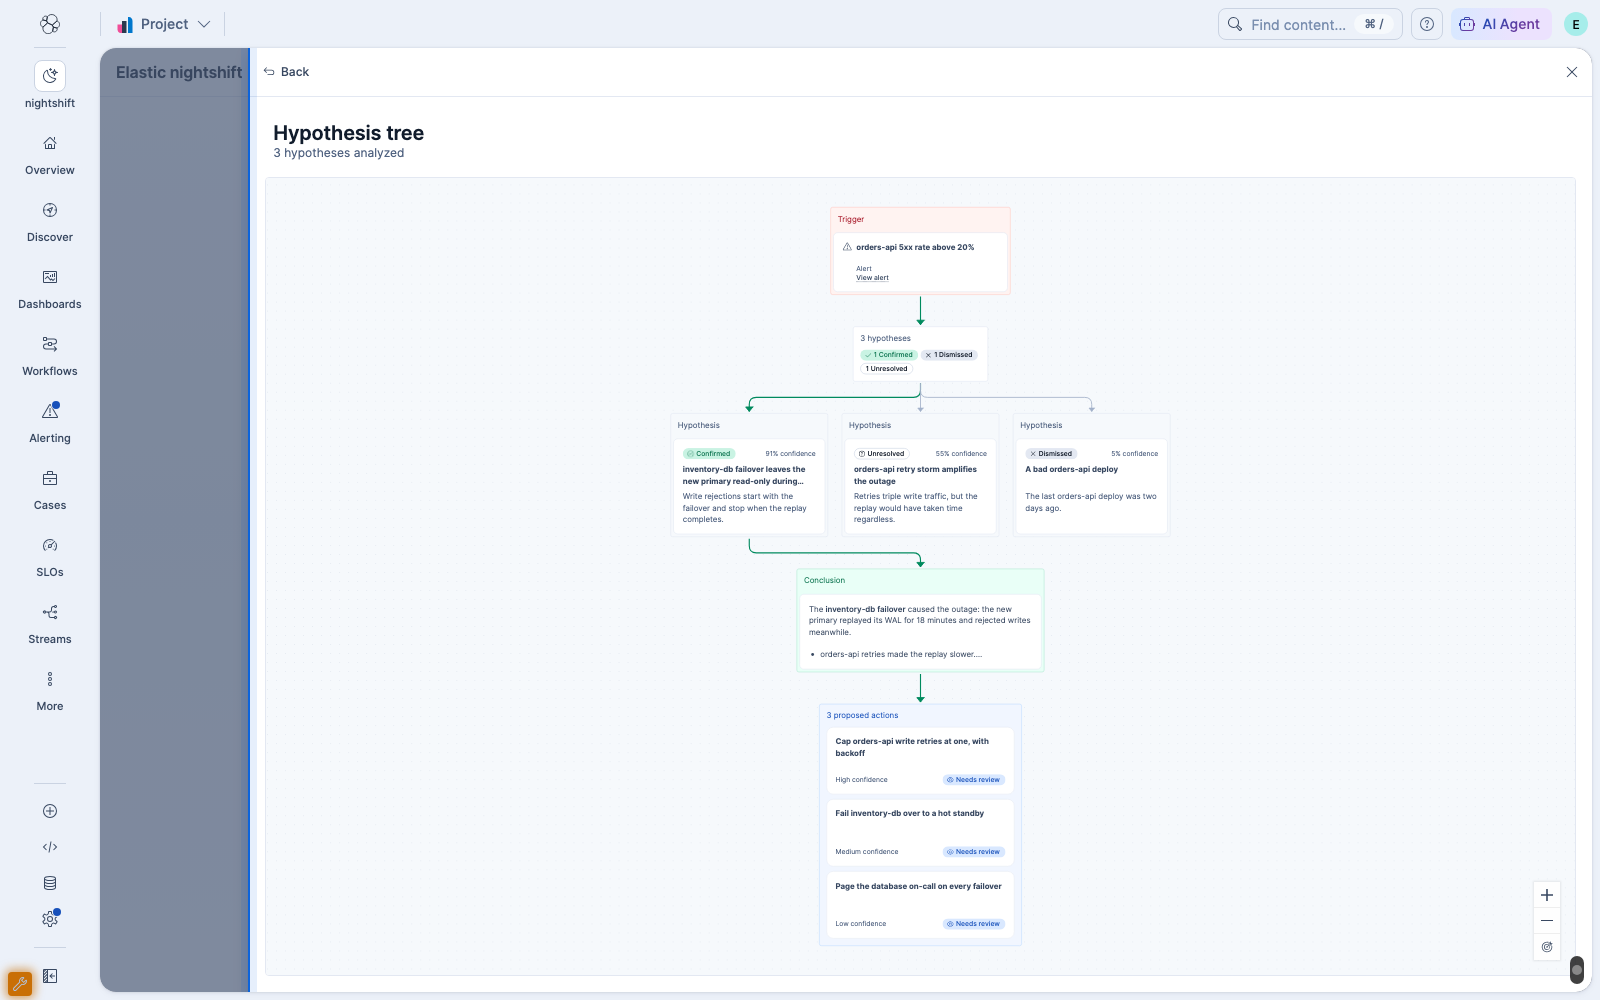 Project
Find content...
⌘ /
AI Agent
E
nightshift
Overview
Discover
Dashboards
Workflows
Alerting
Cases
SLOs
Streams
More
Elastic nightshift
Back
Hypothesis tree
3 hypotheses analyzed
Trigger
orders-api 5xx rate above 20%
Alert
View alert
3 hypotheses
1 Confirmed
1 Dismissed
1 Unresolved
Hypothesis
Confirmed
91% confidence
inventory-db failover leaves the
new primary read-only during...
Write rejections start with the
failover and stop when the replay
completes.
Hypothesis
Unresolved
55% confidence
orders-api retry storm amplifies
the outage
Retries triple write traffic, but the
replay would have taken time
regardless.
Hypothesis
Dismissed
5% confidence
A bad orders-api deploy
The last orders-api deploy was two
days ago.
Conclusion
The inventory-db failover caused the outage: the new
primary replayed its WAL for 18 minutes and rejected writes
meanwhile.
• orders-api retries made the replay slower....
3 proposed actions
Cap orders-api write retries at one, with
backoff
High confidence
Needs review
Fail inventory-db over to a hot standby
Medium confidence
Needs review
Page the database on-call on every failover
Low confidence
Needs review